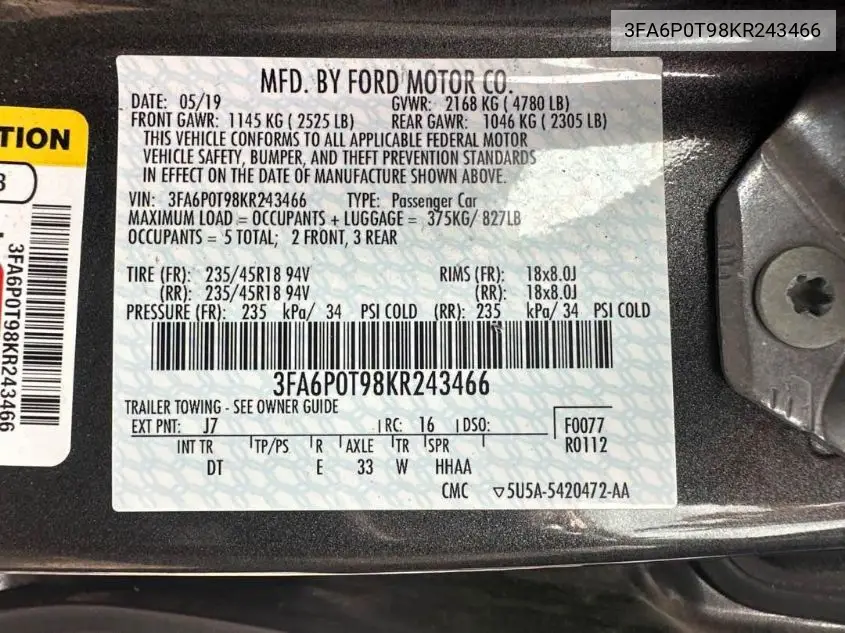 3FA6P0T98KR243466
MFD. BY FORD MOTOR CO.
DATE: 05/19 GVWR: 2168 KG ( 4780 LB)
FRONT GAWR: 1145 KG ( 2525 LB) REAR GAWR: 1046 KG ( 2305 LB)
THIS VEHICLE CONFORMS TO ALL APPLICABLE FEDERAL MOTOR
VEHICLE SAFETY, BUMPER, AND THEFT PREVENTION STANDARDS
IN EFFECT ON THE DATE OF MANUFACTURE SHOWN ABOVE.
VIN: 3FA6P0T98KR243466 TYPE: Passenger Car
MAXIMUM LOAD = OCCUPANTS + LUGGAGE = 375KG/ 827LB
OCCUPANTS = 5 TOTAL; 2 FRONT, 3 REAR
TIRE (FR): 235/45R18 94V RIMS (FR): 18x8.0J
(RR): 235/45R18 94V (RR): 18x8.0J
PRESSURE (FR): 235 kPa/ 34 PSI COLD (RR): 235 kPa/ 34 PSI COLD
3FA6P0T98KR243466
TRAILER TOWING - SEE OWNER GUIDE
EXT PNT: J7 RC: 16 DSO: F0077
R0112
INT TR TP/PS R AXLE TR SPR
DT E 33 W HHAA
CMC ▽5U5A-5420472-AA
TION
3FA6P0T98KR243466